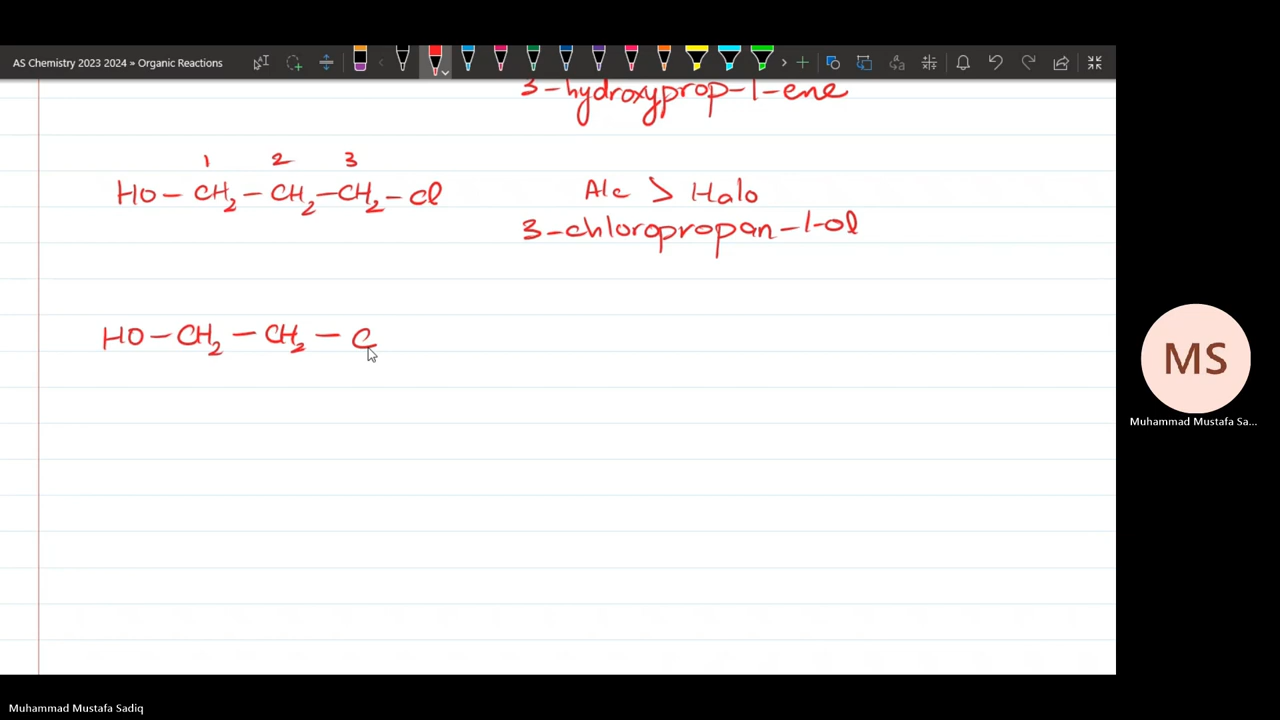 AS Chemistry 2023 2024 » Organic Reactions
3-hydroxyprop-1-ene
1 2 3
HO-CH₂-CH₂-CH₂-Cl
Alc > Halo
3-chloropropan-1-ol
HO-CH₂-CH₂-C
MS
Muhammad Mustafa Sa...
Muhammad Mustafa Sadiq